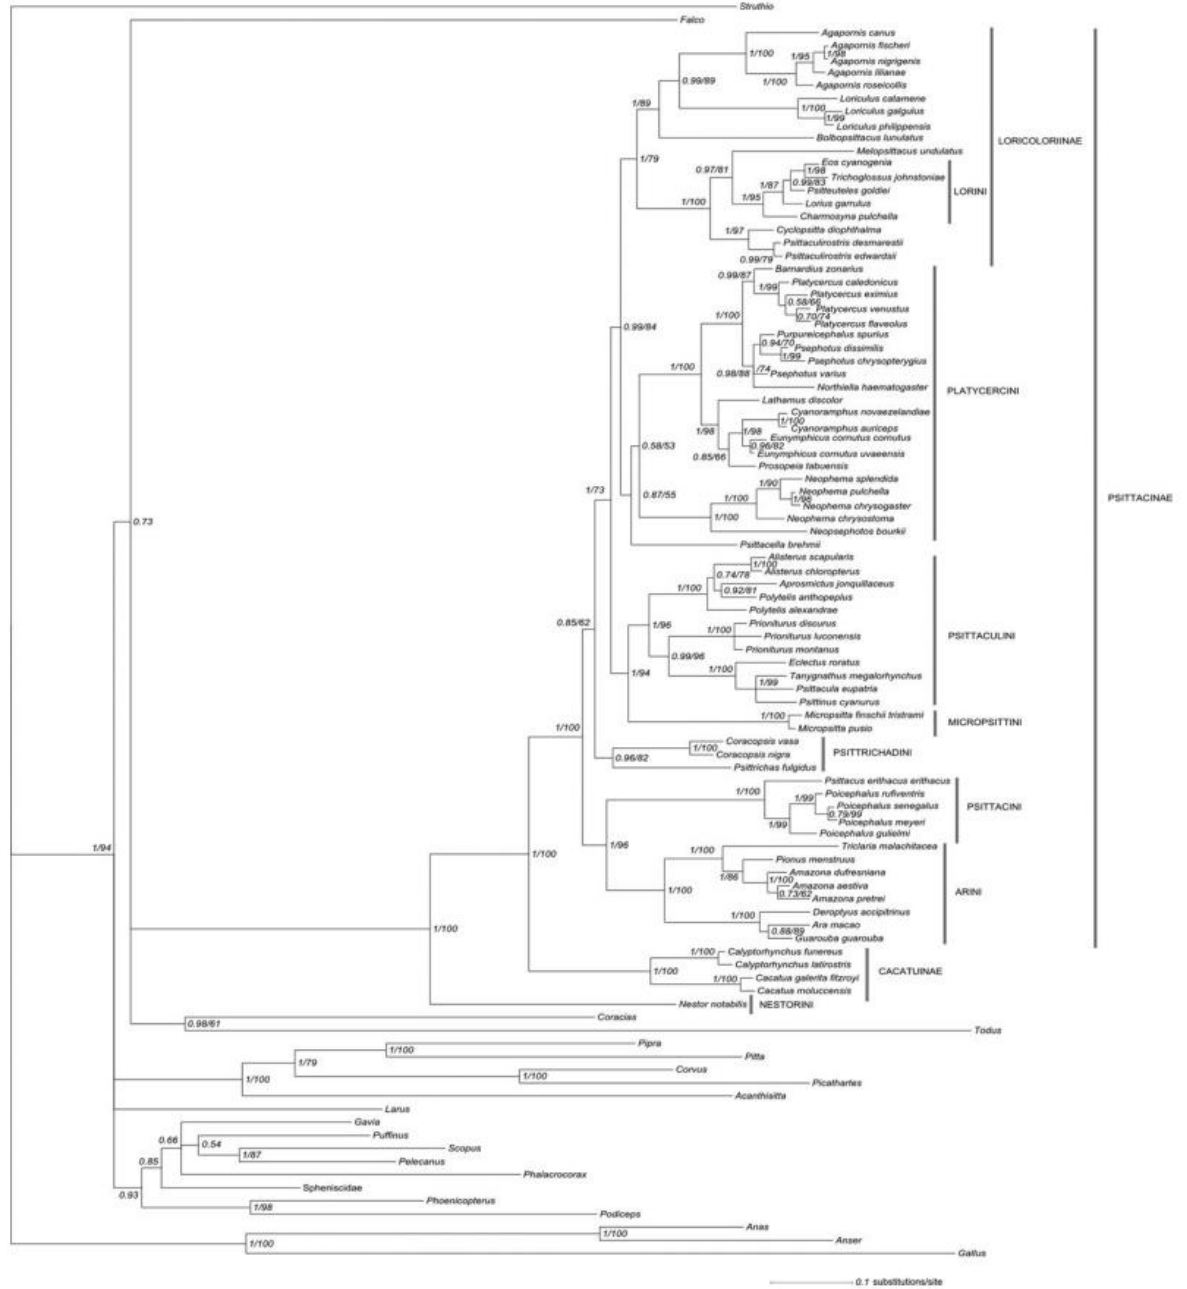 Struthio
Falco
Agapornis canus
Agapornis fischeri
1/98
1/95
1/100
Agapornis nigrigenis
Agapornis lilianae
1/100
Agapornis roseicollis
0.99/89
Loriculus catamene
1/89
1/100
Loriculus galgulus
1/99
Loriculus philippensis
Bolbopsittacus lunulatus
LORICOLORIINAE
Melopsittacus undulatus
1/79
Eos cyanogenia
0.97/81
1/98
Trichoglossus johnstoniae
0.99/83
1/87
Psitteuteles goldiei
LORINI
1/95
Lorius garrulus
1/100
Charmosyna pulchella
1/97
Cyclopsitta diophthalma
Psittaculirostris desmarestii
0.99/79
Psittaculirostris edwardsii
0.99/87
Barnardius zonarius
1/99
Platycercus caledonicus
Platycercus eximius
0.58/66
Platycercus venustus
0.70/74
1/100
Platycercus flaveolus
0.99/84
Purpureicephalus spurius
0.94/70
Psephotus dissimilis
1/99
Psephotus chrysopterygius
1/100
0.98/88
/74
Psephotus varius
Northiella haematogaster
PLATYCERCINI
Lathamus discolor
Cyanoramphus novaezelandiae
1/100
Cyanoramphus auriceps
1/98
1/98
Eunymphicus cornutus cornutus
0.96/82
0.58/53
0.85/66
Eunymphicus cornutus uvaeensis
Prosopeia tabuensis
Neophema splendida
1/90
Neophema pulchella
1/73
0.87/55
1/100
1/96
Neophema chrysogaster
PSITTACINAE
1/100
Neophema chrysostoma
0.73
Neopsephotus bourkii
Psittacella brehmii
Alisterus scapularis
1/100
Alisterus chloropterus
0.74/78
Aprosmictus jonquillaceus
1/100
0.92/81
Polytelis anthopeplus
Polytelis alexandrae
0.85/62
1/96
Prioniturus discurus
1/100
Prioniturus luconensis
PSITTACULINI
Prioniturus montanus
0.99/96
Eclectus roratus
1/100
1/94
Tanygnathus megalorhynchus
1/99
Psittacula eupatria
Psittinus cyanurus
1/100
Micropsitta finschii tristrami
MICROPSITTINI
Micropsitta pusio
1/100
Coracopsis vasa
1/100
Coracopsis nigra
PSITTRICHADINI
0.96/82
Psittrichas fulgidus
Psittacus erithacus erithacus
1/100
Poicephalus rufiventris
1/99
Poicephalus senegalus
PSITTACINI
0.79/99
Poicephalus meyeri
1/99
Poicephalus gulielmi
1/96
Triclaria malachitacea
1/94
1/100
1/100
Pionus menstruus
1/86
Amazona dufresniana
1/100
Amazona aestiva
1/100
0.73/62
Amazona pretrei
ARINI
1/100
Deroptyus accipitrinus
Ara macao
1/100
0.88/89
Guarouba guarouba
1/100
Calyptorhynchus funereus
Calyptorhynchus latirostris
1/100
CACATUINAE
1/100
Cacatua galerita fitzroyi
Cacatua moluccensis
Nestor notabilis
NESTORINI
0.98/61
Coracias
Todus
Pipra
1/100
Pitta
1/79
Corvus
1/100
1/100
Picathartes
Acanthisitta
Larus
Gavia
Puffinus
0.66
0.54
Scopus
1/87
Pelecanus
0.85
Phalacrocorax
Spheniscidae
0.93
Phoenicopterus
1/98
Podiceps
Anas
1/100
Anser
1/100
Gallus
0.1 substitutions/site